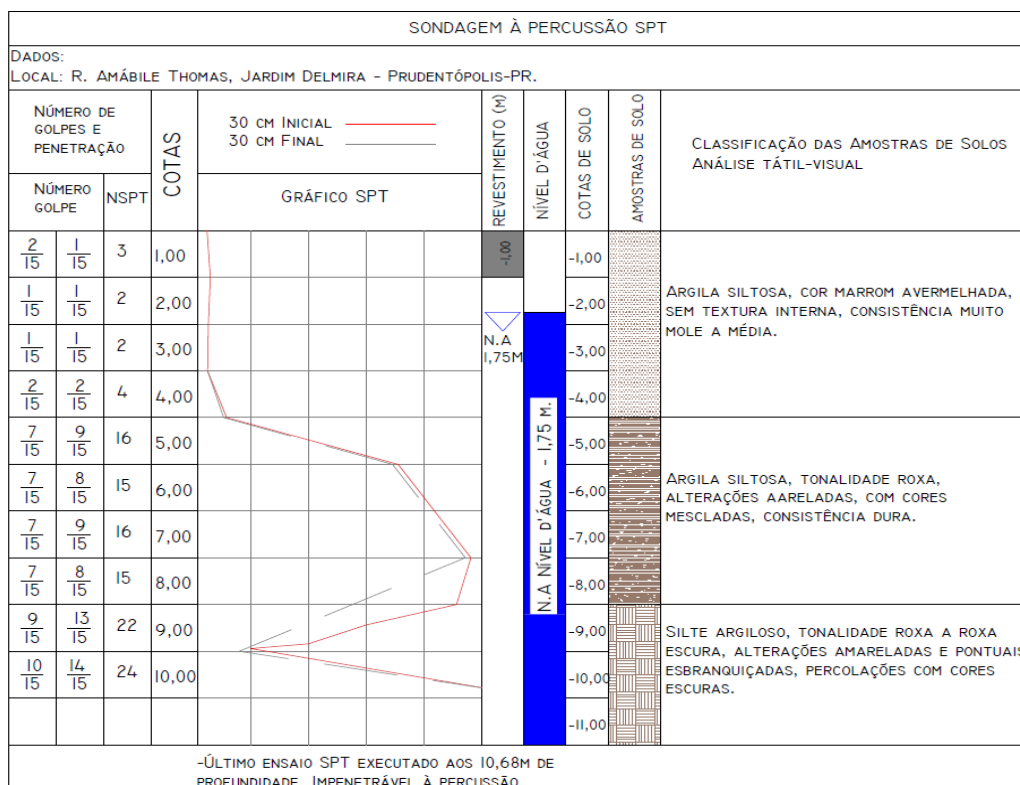 SONDAGEM À PERCUSSÃO SPT
DADOS:
LOCAL: R. AMÁBILE THOMAS, JARDIM DELMIRA - PRUDENTÓPOLIS-PR.
NÚMERO DE
GOLPES E
PENETRAÇÃO
COTAS
30 CM INICIAL
30 CM FINAL
REVESTIMENTO (M)
NÍVEL D'ÁGUA
COTAS DE SOLO
AMOSTRAS DE SOLO
CLASSIFICAÇÃO DAS AMOSTRAS DE SOLOS
ANÁLISE TÁTIL-VISUAL
NÚMERO
GOLPE
NSPT
GRÁFICO SPT
2/15 1/15 3 1,00 -1,00 -1,00
1/15 1/15 2 2,00 -2,00
1/15 1/15 2 3,00 -3,00
2/15 2/15 4 4,00 -4,00
7/15 9/15 16 5,00 -5,00
7/15 8/15 15 6,00 -6,00
7/15 9/15 16 7,00 -7,00
7/15 8/15 15 8,00 -8,00
9/15 13/15 22 9,00 -9,00
10/15 14/15 24 10,00 -10,00
-11,00
N.A
1,75M
N.A NÍVEL D'ÁGUA - 1,75 M.
ARGILA SILTOSA, COR MARROM AVERMELHADA,
SEM TEXTURA INTERNA, CONSISTÊNCIA MUITO
MOLE A MÉDIA.
ARGILA SILTOSA, TONALIDADE ROXA,
ALTERAÇÕES AARELADAS, COM CORES
MESCLADAS, CONSISTÊNCIA DURA.
SILTE ARGILOSO, TONALIDADE ROXA A ROXA
ESCURA, ALTERAÇÕES AMAREADAS E PONTUAIS
ESBRANQUIÇADAS, PERCOLAÇÕES COM CORES
ESCURAS.
-ÚLTIMO ENSAIO SPT EXECUTADO AOS 10,68M DE
PROFUNDIDADE. IMPENETRÁVEL À PERCUSSÃO